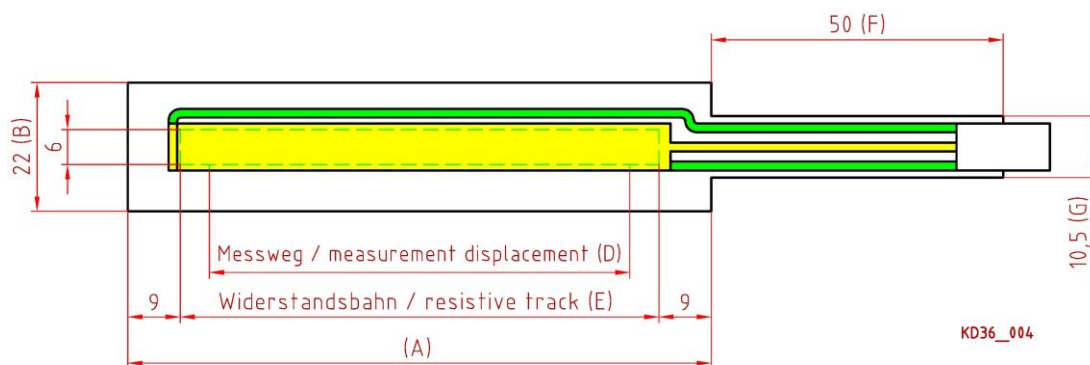 50 (F)
22 (B)
6
10,5 (G)
Messweg / measurement displacement (D)
9
Widerstandsbahn / resistive track (E)
9
(A)
KD36_004